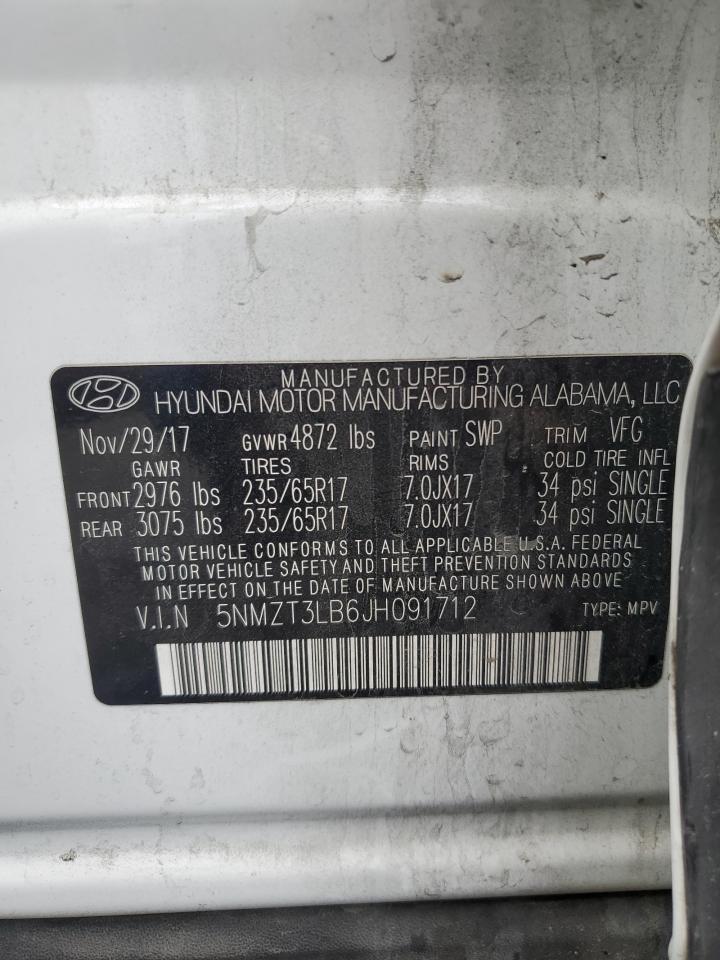 MANUFACTURED BY
HYUNDAI MOTOR MANUFACTURING ALABAMA, LLC
Nov/29/17 GVWR 4872 lbs PAINT SWP TRIM VFG
GAWR TIRES RIMS COLD TIRE INFL
FRONT 2976 lbs 235/65R17 7.0JX17 34 psi SINGLE
REAR 3075 lbs 235/65R17 7.0JX17 34 psi SINGLE
THIS VEHICLE CONFORMS TO ALL APPLICABLE U.S.A. FEDERAL
MOTOR VEHICLE SAFETY AND THEFT PREVENTION STANDARDS
IN EFFECT ON THE DATE OF MANUFACTURE SHOWN ABOVE
V.I.N 5NMZT3LB6JH091712 TYPE: MPV